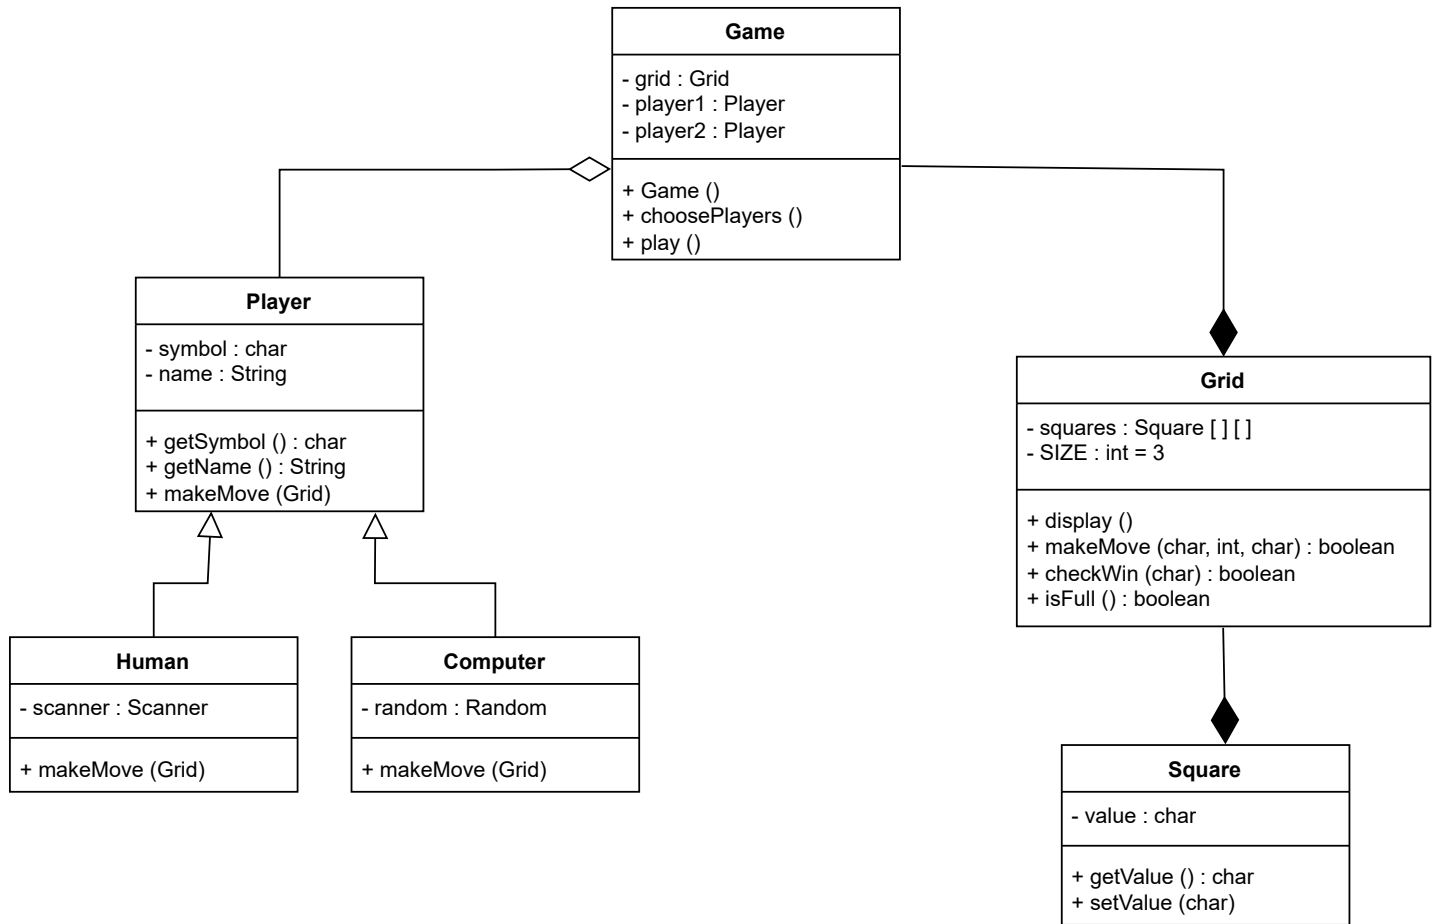 Game
- grid : Grid
- player1 : Player
- player2 : Player
+ Game ()
+ choosePlayers ()
+ play ()
Player
- symbol : char
- name : String
+ getSymbol () : char
+ getName () : String
+ makeMove (Grid)
Grid
- squares : Square [ ] [ ]
- SIZE : int = 3
+ display ()
+ makeMove (char, int, char) : boolean
+ checkWin (char) : boolean
+ isFull () : boolean
Human
- scanner : Scanner
+ makeMove (Grid)
Computer
- random : Random
+ makeMove (Grid)
Square
- value : char
+ getValue () : char
+ setValue (char)